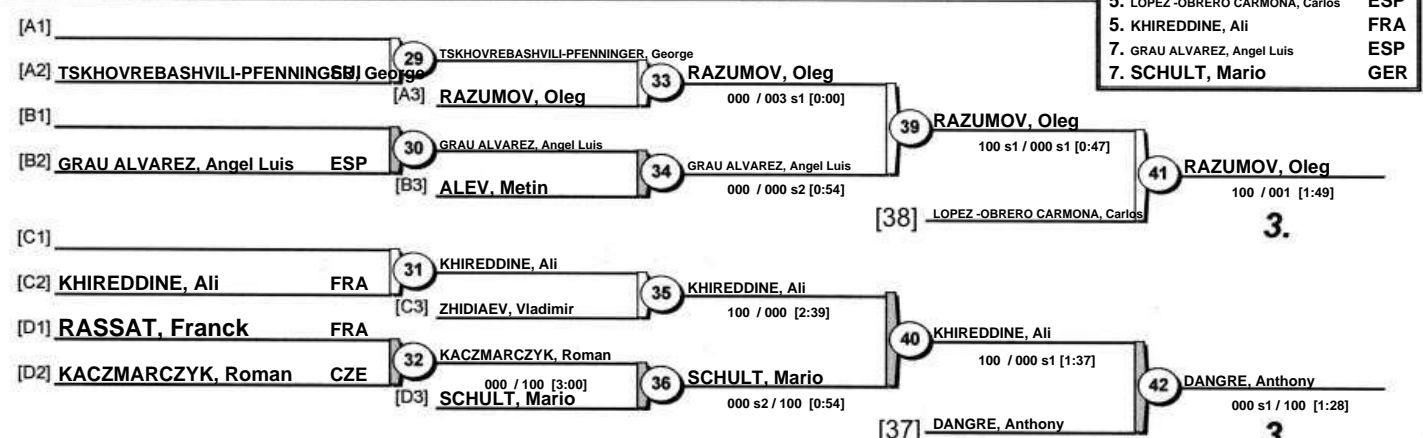 5. LOPEZ -OBRERO CARMONA, Carlos ESP
5. KHIREDDINE, Ali FRA
7. GRAU ALVAREZ, Angel Luis ESP
7. SCHULT, Mario GER
[A1]
[A2] TSKHOVREBASHVILI-PFENNINGER, George SUI
29
TSKHOVREBASHVILI-PFENNINGER, George
[A3] RAZUMOV, Oleg
33
RAZUMOV, Oleg
000 / 003 s1 [0:00]
[B1]
[B2] GRAU ALVAREZ, Angel Luis ESP
30
GRAU ALVAREZ, Angel Luis
[B3] ALEV, Metin
34
GRAU ALVAREZ, Angel Luis
000 / 000 s2 [0:54]
39
RAZUMOV, Oleg
100 s1 / 000 s1 [0:47]
[38] LOPEZ -OBRERO CARMONA, Carlos
41
RAZUMOV, Oleg
100 / 001 [1:49]
3.
[C1]
[C2] KHIREDDINE, Ali FRA
31
KHIREDDINE, Ali
[C3] ZHIDIAEV, Vladimir
35
KHIREDDINE, Ali
100 / 000 [2:39]
[D1] RASSAT, Franck FRA
[D2] KACZMARCZYK, Roman CZE
32
KACZMARCZYK, Roman
000 / 100 [3:00]
[D3] SCHULT, Mario
36
SCHULT, Mario
000 s2 / 100 [0:54]
40
KHIREDDINE, Ali
100 / 000 s1 [1:37]
[37] DANGRE, Anthony
42
DANGRE, Anthony
000 s1 / 100 [1:28]
3